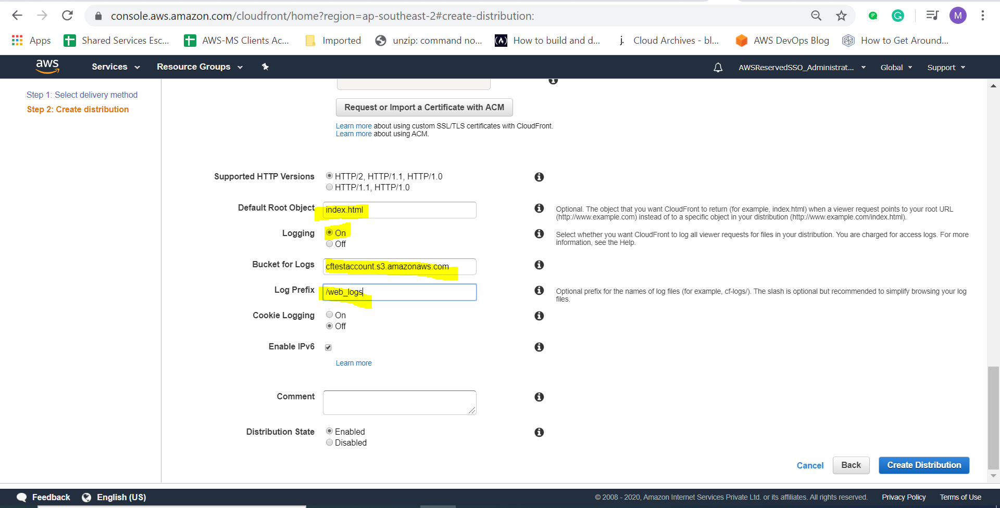 console.aws.amazon.com/cloudfront/home?region=ap-southeast-2#create-distribution:
G
M
Apps
Shared Services Esc...
AWS-MS Clients Ac...
Imported
unzip: command no...
How to build and d...
j.
Cloud Archives - bl...
AWS DevOps Blog
How to Get Around...
aws
Services
Resource Groups
AWSReservedSSO_Administrat...
Global
Support
Step 1: Select delivery method
Step 2: Create distribution
Request or Import a Certificate with ACM
Learn more about using custom SSL/TLS certificates with CloudFront.
Learn more about using ACM.
Supported HTTP Versions
HTTP/2, HTTP/1.1, HTTP/1.0
HTTP/1.1, HTTP/1.0
Default Root Object
index.html
Optional. The object that you want CloudFront to return (for example, index.html) when a viewer request points to your root URL
(http://www.example.com) instead of to a specific object in your distribution (http://www.example.com/index.html).
Logging
On
Off
Select whether you want CloudFront to log all viewer requests for files in your distribution. You are charged for access logs. For more
information, see the Help.
Bucket for Logs
cftestaccount.s3.amazonaws.com
Log Prefix
/web_logs
Optional prefix for the names of log files (for example, cf-logs/). The slash is optional but recommended to simplify browsing your log
files.
Cookie Logging
On
Off
Enable IPv6
Learn more
Comment
Distribution State
Enabled
Disabled
Cancel
Back
Create Distribution
Feedback
English (US)
© 2008 - 2020, Amazon Internet Services Private Ltd. or its affiliates. All rights reserved.
Privacy Policy
Terms of Use